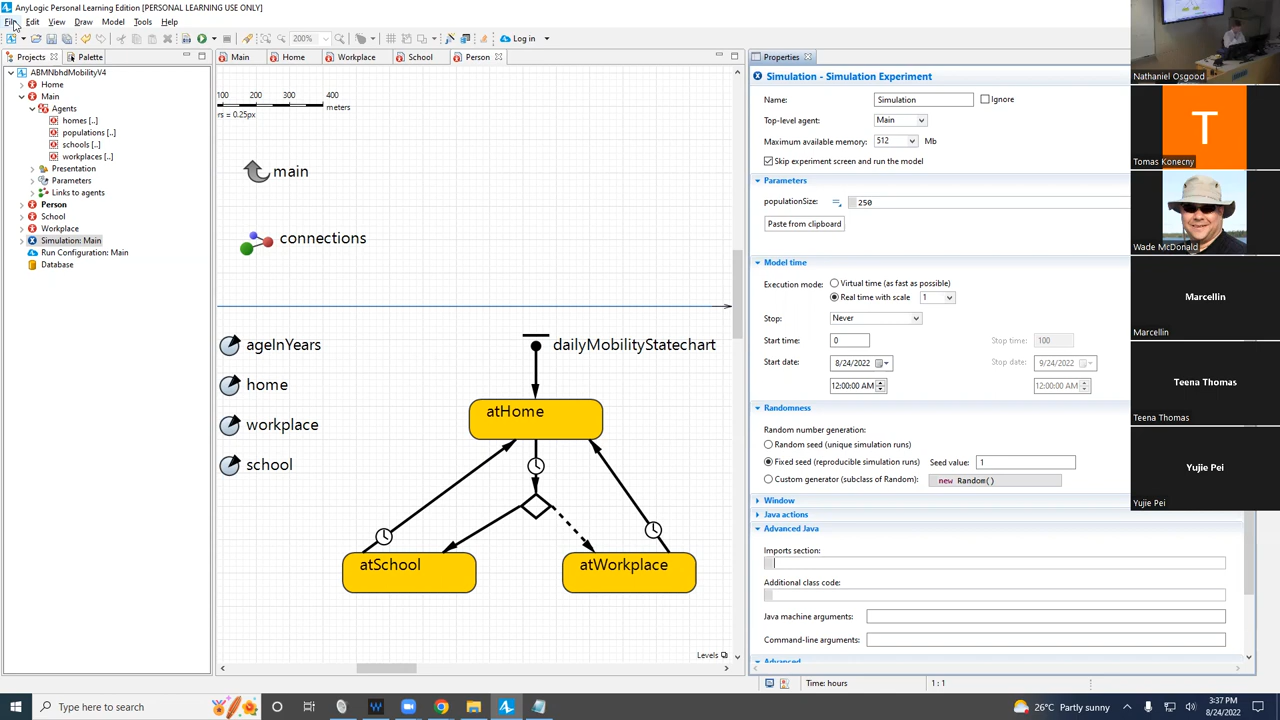 AnyLogic Personal Learning Edition [PERSONAL LEARNING USE ONLY]
File Edit View Draw Model Tools Help
200% Log in
Projects Palette
Main Home Workplace School Person
Properties
ABMNbhdMobilityV4
Home
Main
Agents
homes [..]
populations [..]
schools [..]
workplaces [..]
Presentation
Parameters
Links to agents
Person
School
Workplace
Simulation: Main
Run Configuration: Main
Database
100 200 300 400
meters
rs = 0.25px
main
connections
ageInYears
home
workplace
school
dailyMobilityStatechart
atHome
atSchool
atWorkplace
Levels
Simulation - Simulation Experiment
Name: Simulation Ignore
Top-level agent: Main
Maximum available memory: 512 Mb
Skip experiment screen and run the model
Parameters
populationSize: 250
Paste from clipboard
Model time
Execution mode: Virtual time (as fast as possible)
Real time with scale 1
Stop: Never
Start time: 0 Stop time: 100
Start date: 8/24/2022 Stop date: 9/24/2022
12:00:00 AM 12:00:00 AM
Randomness
Random number generation:
Random seed (unique simulation runs)
Fixed seed (reproducible simulation runs) Seed value: 1
Custom generator (subclass of Random): new Random()
Window
Java actions
Advanced Java
Imports section:
Additional class code:
Java machine arguments:
Command-line arguments:
Advanced
Time: hours 1 : 1
Nathaniel Osgood
T
Tomas Konecny
Wade McDonald
Marcellin
Marcellin
Teena Thomas
Teena Thomas
Yujie Pei
Yujie Pei
Type here to search
26°C Partly sunny
3:37 PM
8/24/2022